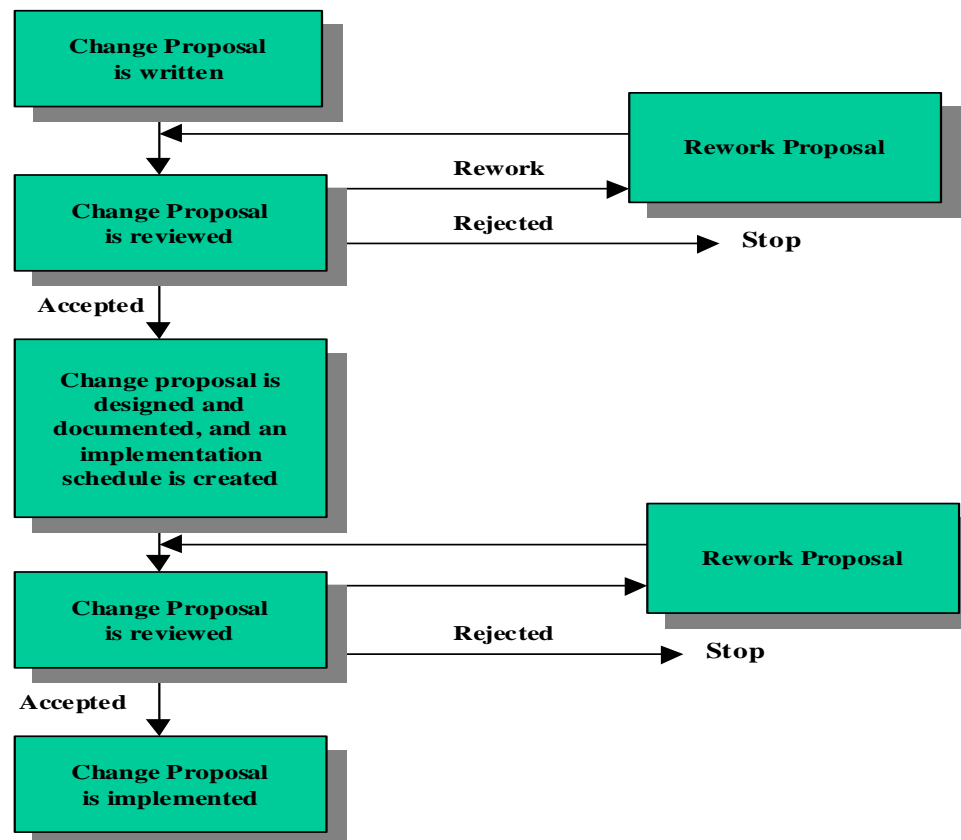 Change Proposal
is written
Rework Proposal
Rework
Change Proposal
is reviewed
Rejected
Stop
Accepted
Change proposal is
designed and
documented, and an
implementation
schedule is created
Rework Proposal
Change Proposal
is reviewed
Rejected
Stop
Accepted
Change Proposal
is implemented